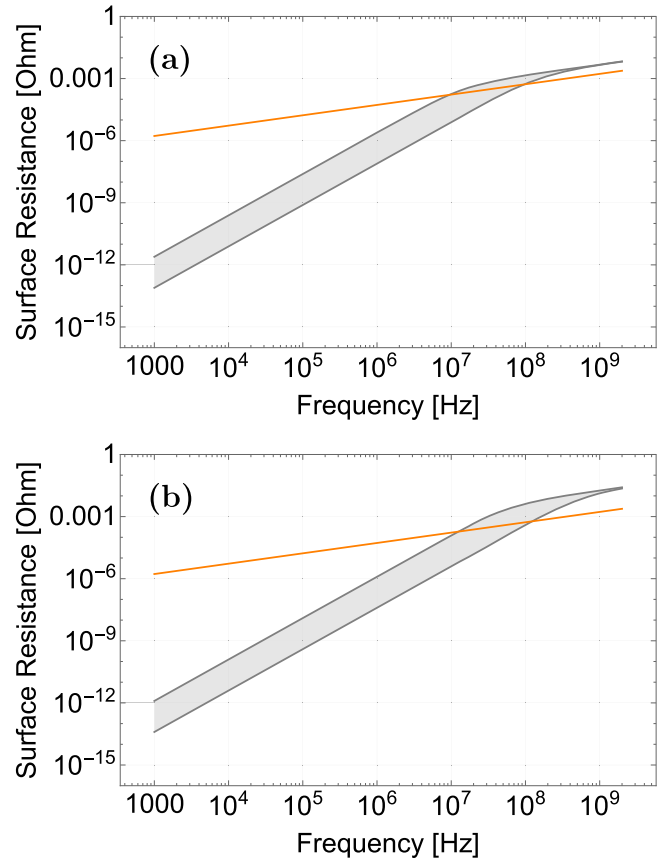 (a)
Surface Resistance [Ohm]
1
0.001
10⁻⁶
10⁻⁹
10⁻¹²
10⁻¹⁵
1000 10⁴ 10⁵ 10⁶ 10⁷ 10⁸ 10⁹
Frequency [Hz]
(b)
Surface Resistance [Ohm]
1
0.001
10⁻⁶
10⁻⁹
10⁻¹²
10⁻¹⁵
1000 10⁴ 10⁵ 10⁶ 10⁷ 10⁸ 10⁹
Frequency [Hz]